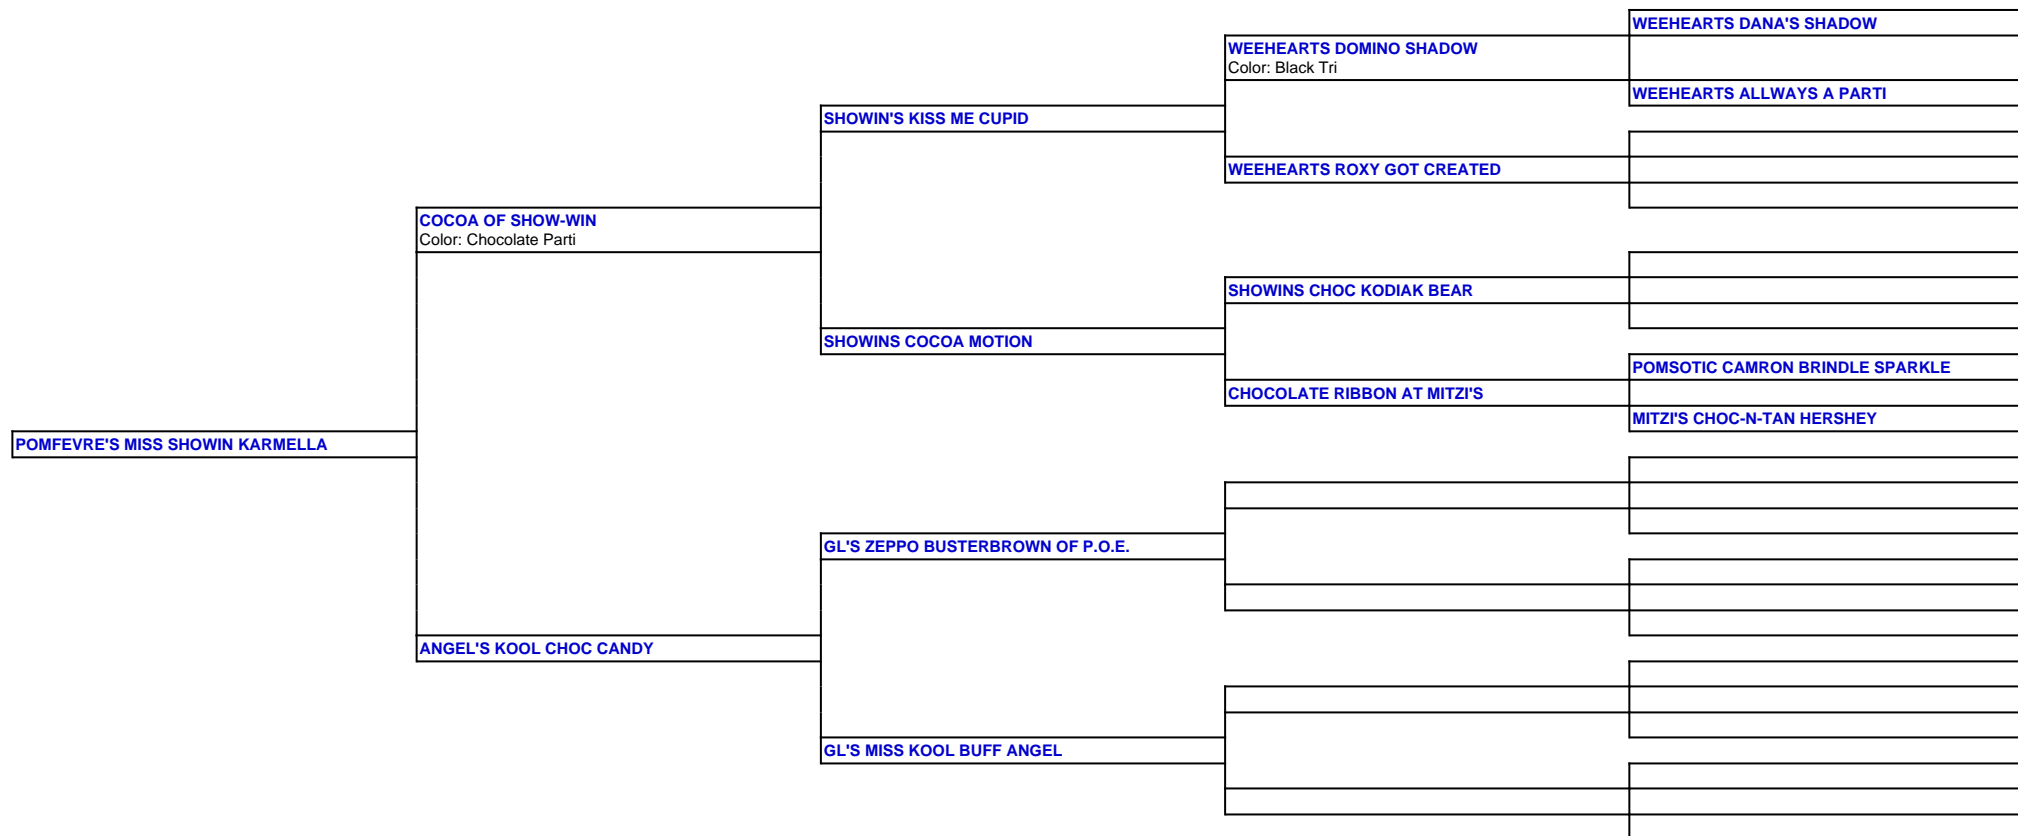 WEEHEARTS DANA'S SHADOW
WEEHEARTS DOMINO SHADOW
Color: Black Tri
WEEHEARTS ALLWAYS A PARTI
SHOWIN'S KISS ME CUPID
WEEHEARTS ROXY GOT CREATED
COCOA OF SHOW-WIN
Color: Chocolate Parti
SHOWINS CHOC KODIAK BEAR
SHOWINS COCOA MOTION
POMSOTIC CAMRON BRINDLE SPARKLE
CHOCOLATE RIBBON AT MITZI'S
MITZI'S CHOC-N-TAN HERSHEY
POMFEVRE'S MISS SHOWIN KARMELLA
GL'S ZEPPO BUSTERBROWN OF P.O.E.
ANGEL'S KOOL CHOC CANDY
GL'S MISS KOOL BUFF ANGEL